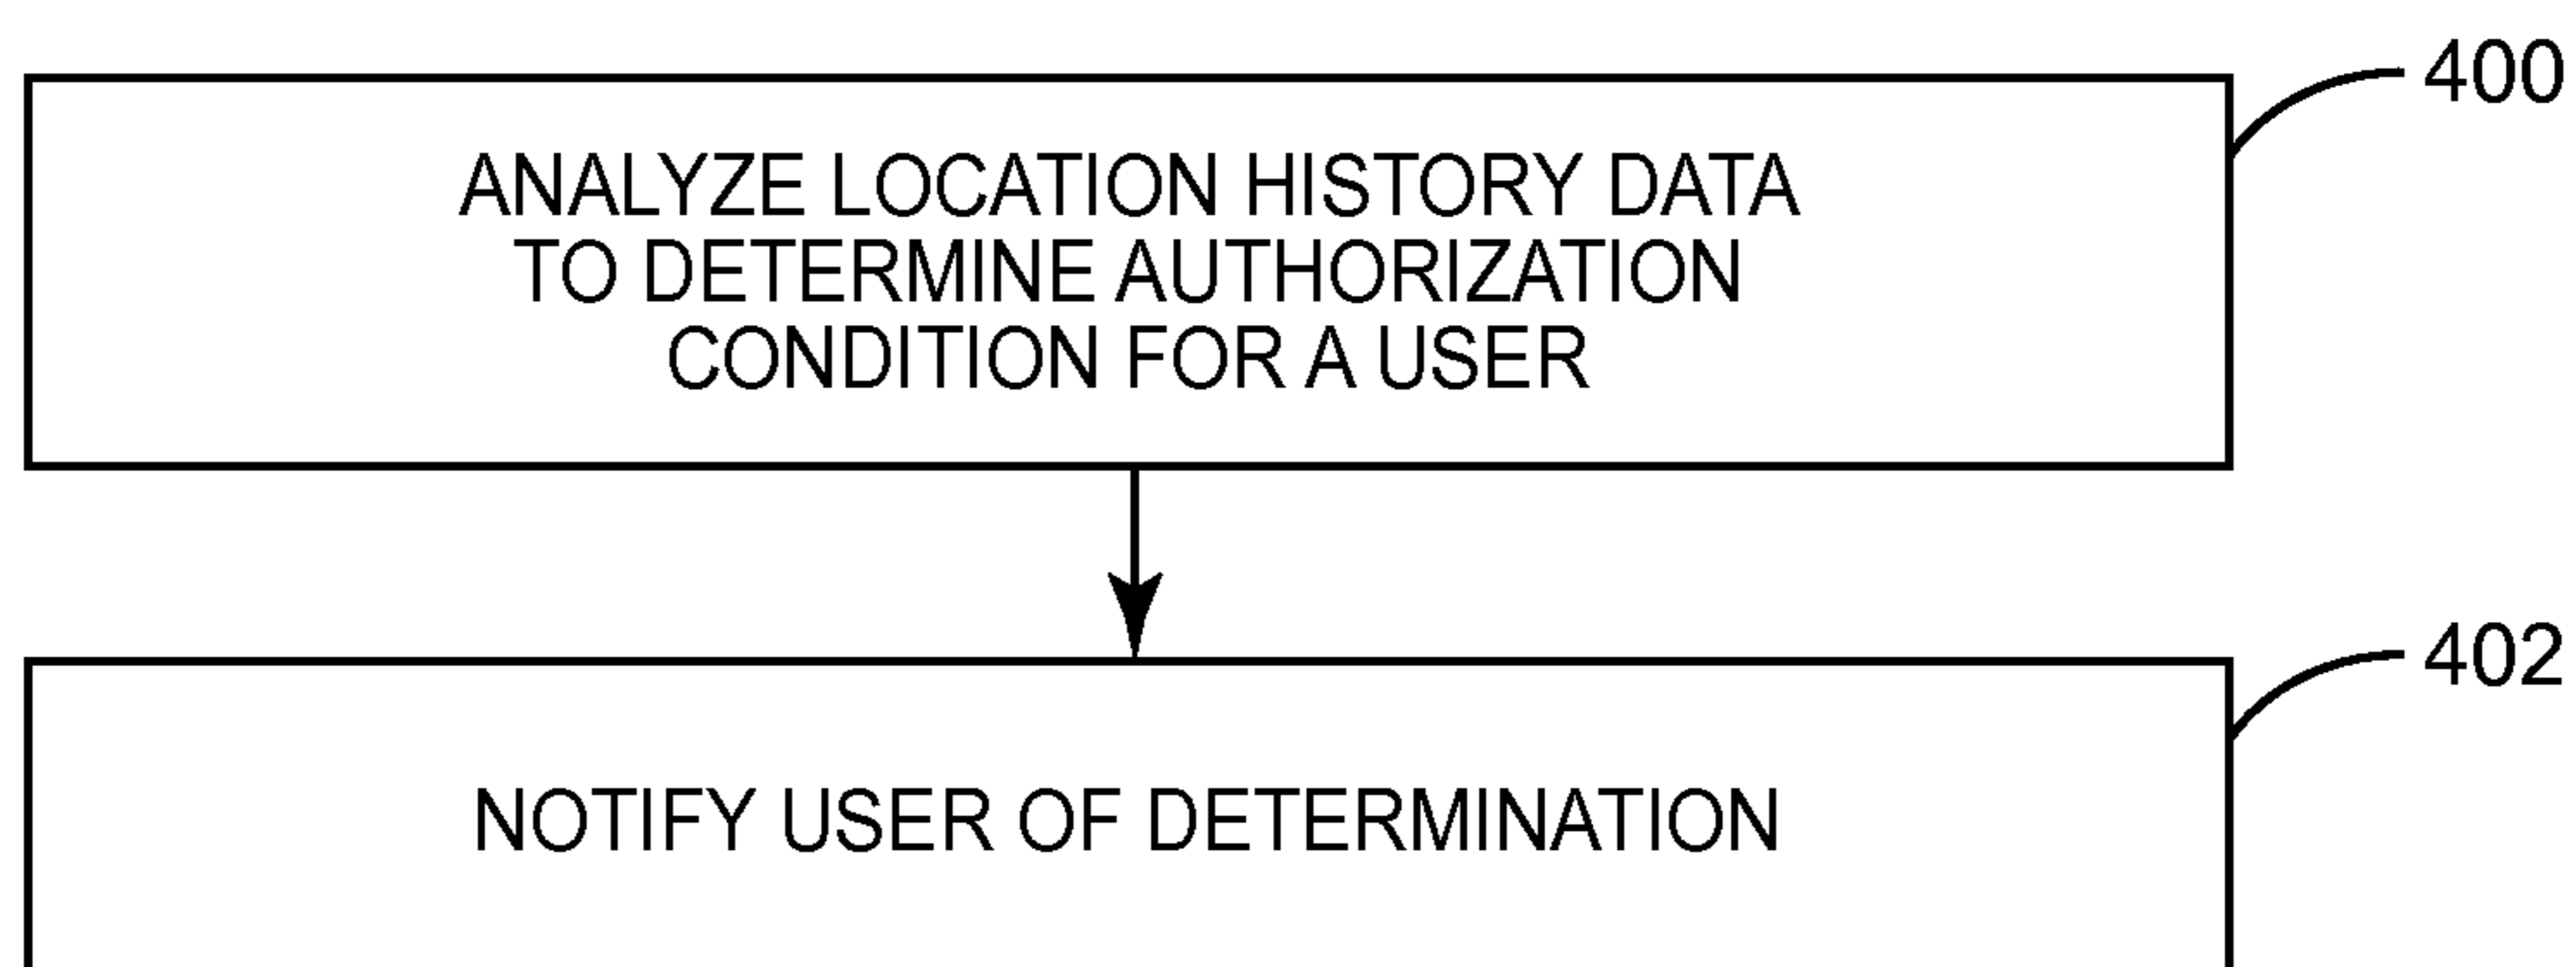 400
ANALYZE LOCATION HISTORY DATA
TO DETERMINE AUTHORIZATION
CONDITION FOR A USER
402
NOTIFY USER OF DETERMINATION